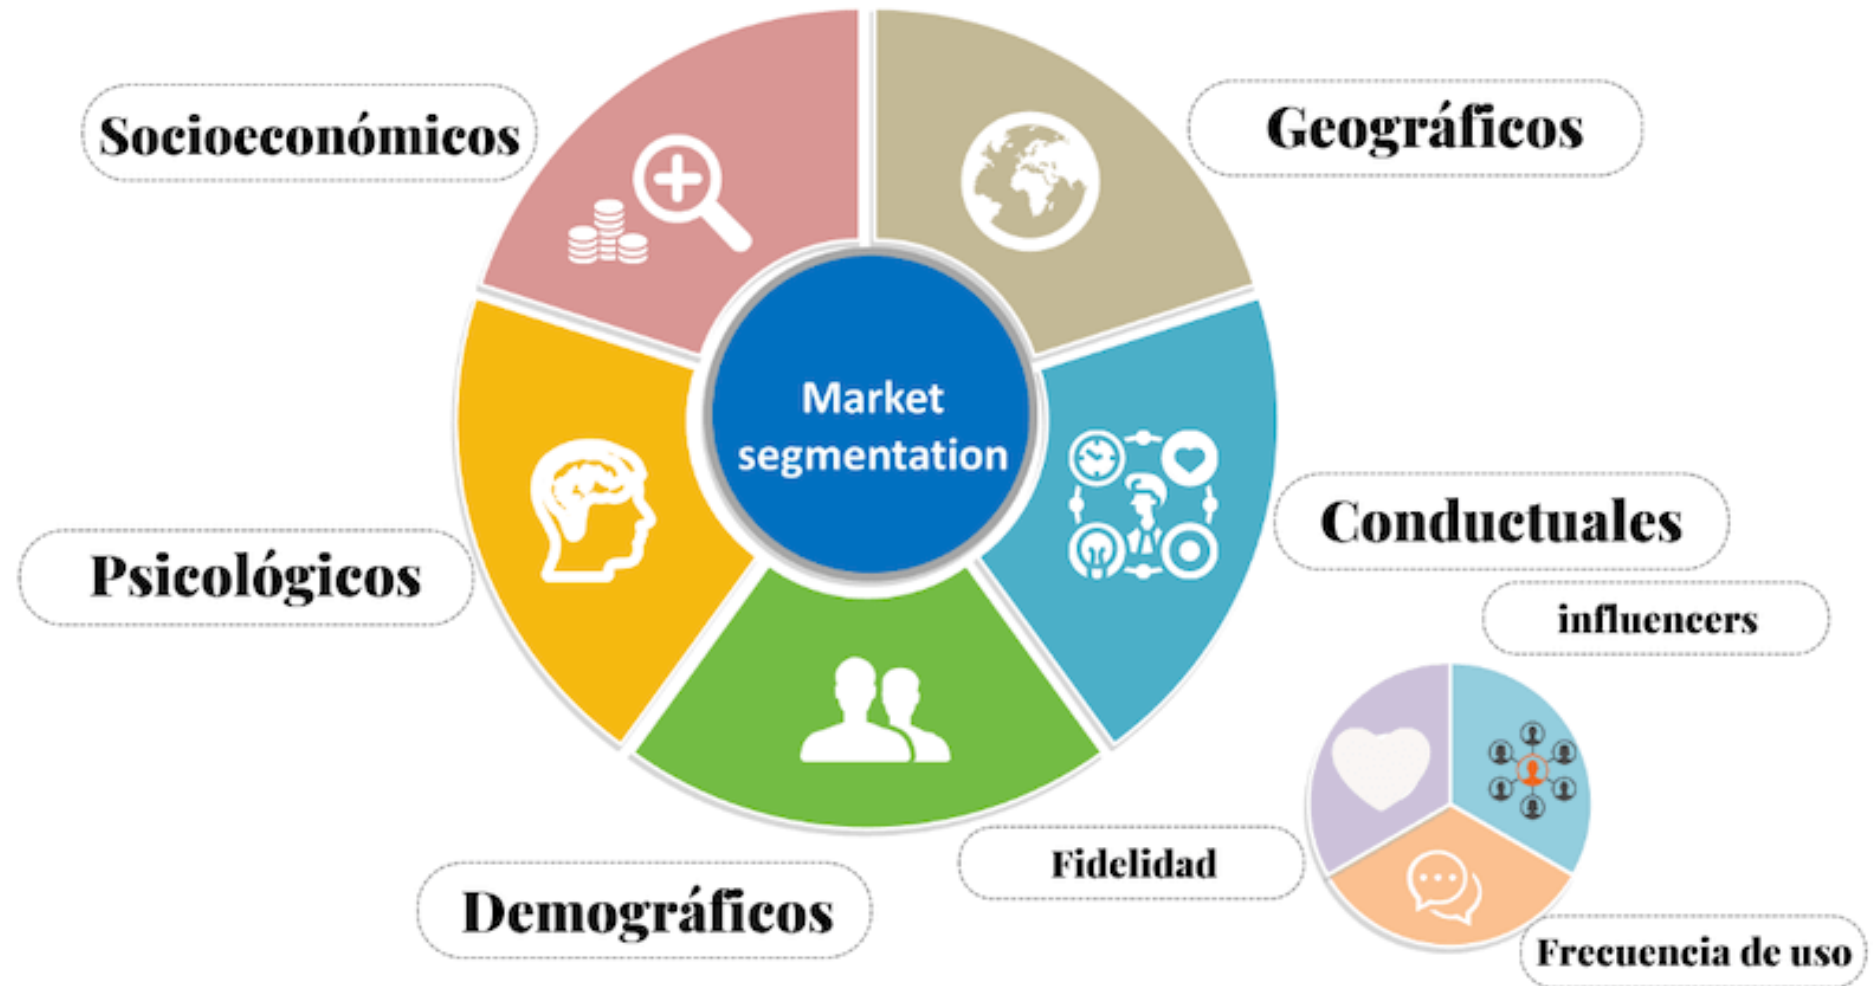 Socioeconómicos
Geográficos
Market
segmentation
Conductuales
Psicológicos
influencers
Fidelidad
Demográficos
Frecuencia de uso